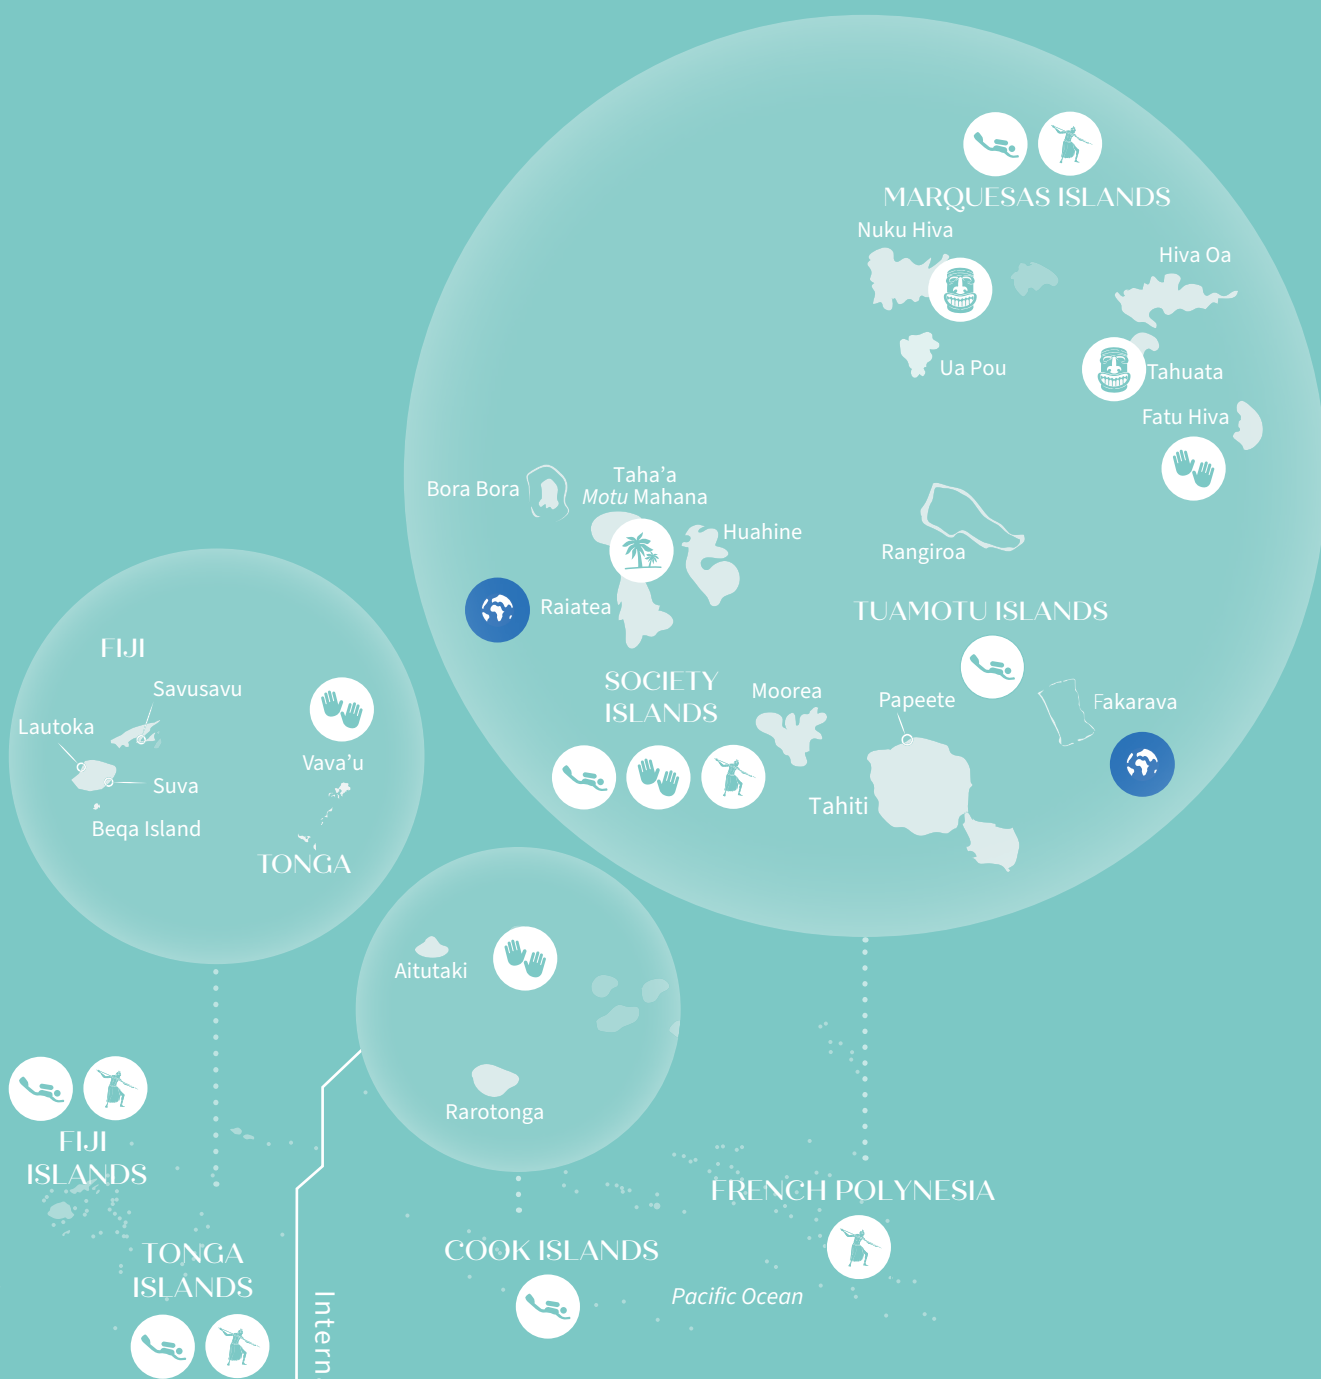 MARQUESAS ISLANDS
Nuku Hiva
Hiva Oa
Ua Pou
Tahuata
Fatu Hiva
Bora Bora
Taha’a
Motu Mahana
Huahine
Rangiroa
Raiatea
TUAMOTU ISLANDS
SOCIETY
ISLANDS
Moorea
Papeete
Fakarava
Tahiti
FIJI
Savusavu
Lautoka
Suva
Beqa Island
Vava’u
TONGA
Aitutaki
Rarotonga
FIJI
ISLANDS
TONGA
ISLANDS
COOK ISLANDS
FRENCH POLYNESIA
Pacific Ocean
Intern